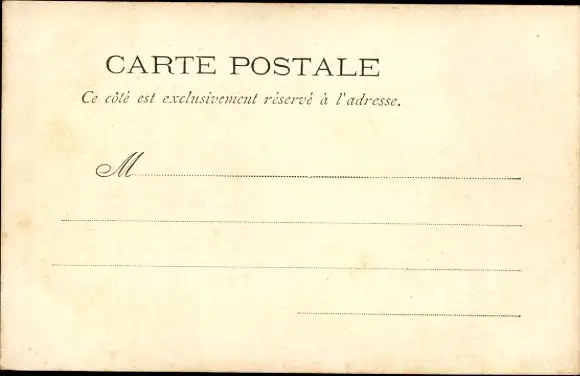 CARTE POSTALE
Ce côté est exclusivement réservé à l'adresse.
M